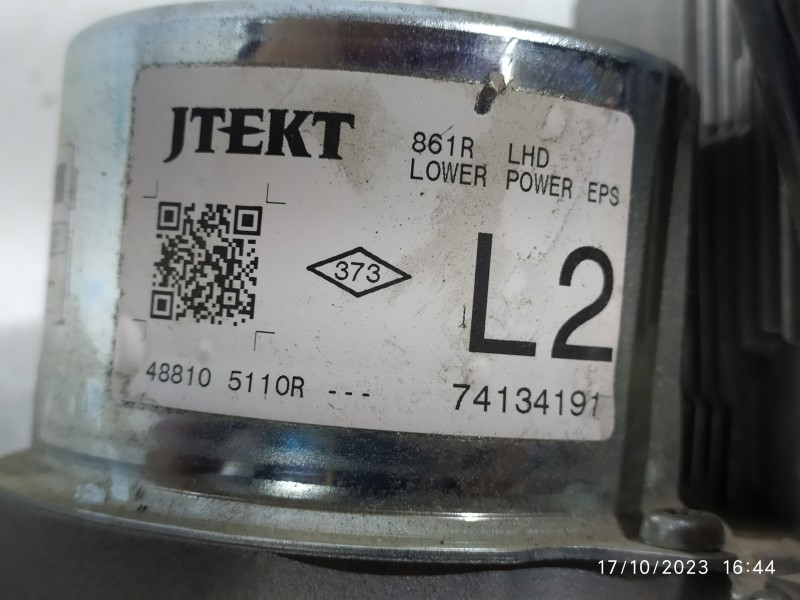 JTEKT
861R LHD
LOWER POWER EPS
373
L2
48810 5110R ---
74134191
17/10/2023 16:44